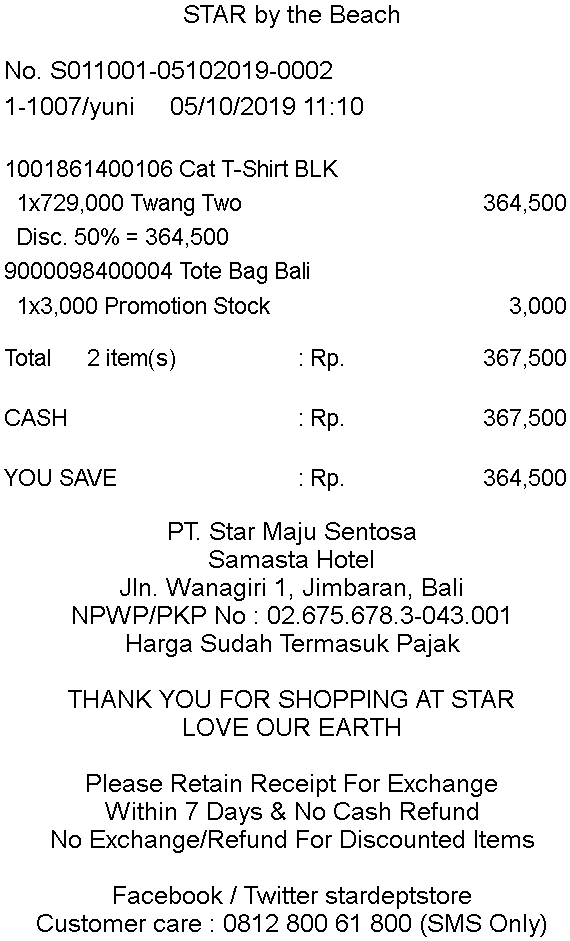 STAR by the Beach
No. S011001-05102019-0002
1-1007/yuni 05/10/2019 11:10
1001861400106 Cat T-Shirt BLK
1x729,000 Twang Two 364,500
Disc. 50% = 364,500
9000098400004 Tote Bag Bali
1x3,000 Promotion Stock 3,000
Total 2 item(s) : Rp. 367,500
CASH : Rp. 367,500
YOU SAVE : Rp. 364,500
PT. Star Maju Sentosa
Samasta Hotel
Jln. Wanagiri 1, Jimbaran, Bali
NPWP/PKP No : 02.675.678.3-043.001
Harga Sudah Termasuk Pajak
THANK YOU FOR SHOPPING AT STAR
LOVE OUR EARTH
Please Retain Receipt For Exchange
Within 7 Days & No Cash Refund
No Exchange/Refund For Discounted Items
Facebook / Twitter stardeptstore
Customer care : 0812 800 61 800 (SMS Only)